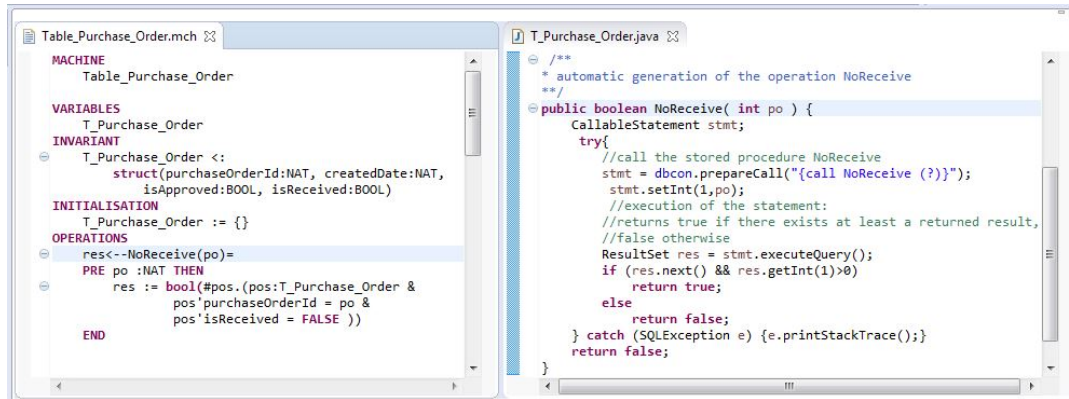 Table_Purchase_Order.mch
MACHINE
Table_Purchase_Order
VARIABLES
T_Purchase_Order
INVARIANT
T_Purchase_Order <:
struct(purchaseOrderId:NAT, createdDate:NAT,
isApproved:BOOL, isReceived:BOOL)
INITIALISATION
T_Purchase_Order := {}
OPERATIONS
res<--NoReceive(po)=
PRE po :NAT THEN
res := bool(#pos.(pos:T_Purchase_Order &
pos'purchaseOrderId = po &
pos'isReceived = FALSE ))
END
T_Purchase_Order.java
/**
* automatic generation of the operation NoReceive
**/
public boolean NoReceive( int po ) {
CallableStatement stmt;
try{
//call the stored procedure NoReceive
stmt = dbcon.prepareCall("{call NoReceive (?)}");
stmt.setInt(1,po);
//execution of the statement:
//returns true if there exists at least a returned result,
//false otherwise
ResultSet res = stmt.executeQuery();
if (res.next() && res.getInt(1)>0)
return true;
else
return false;
} catch (SQLException e) {e.printStackTrace();}
return false;
}